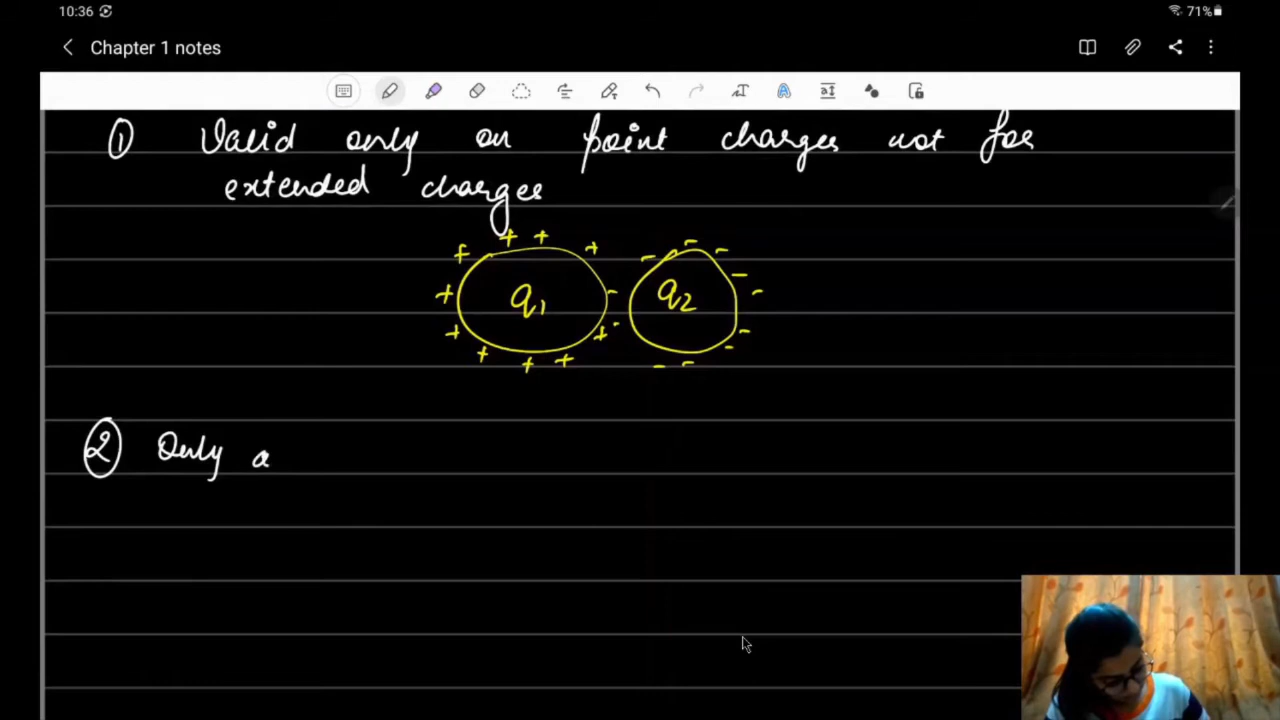 10:36
71%
Chapter 1 notes
① Valid only on point charges not for
extended charges
+ + + +
- - -
+ q1 - q2 - -
+ + -
+ + + - - -
② Only a